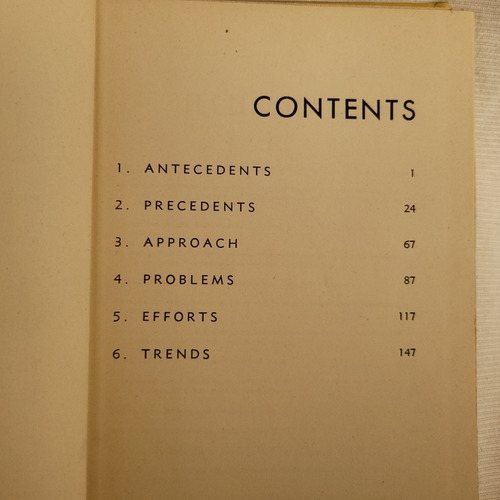 CONTENTS
1. ANTECEDENTS 1
2. PRECEDENTS 24
3. APPROACH 67
4. PROBLEMS 87
5. EFFORTS 117
6. TRENDS 147